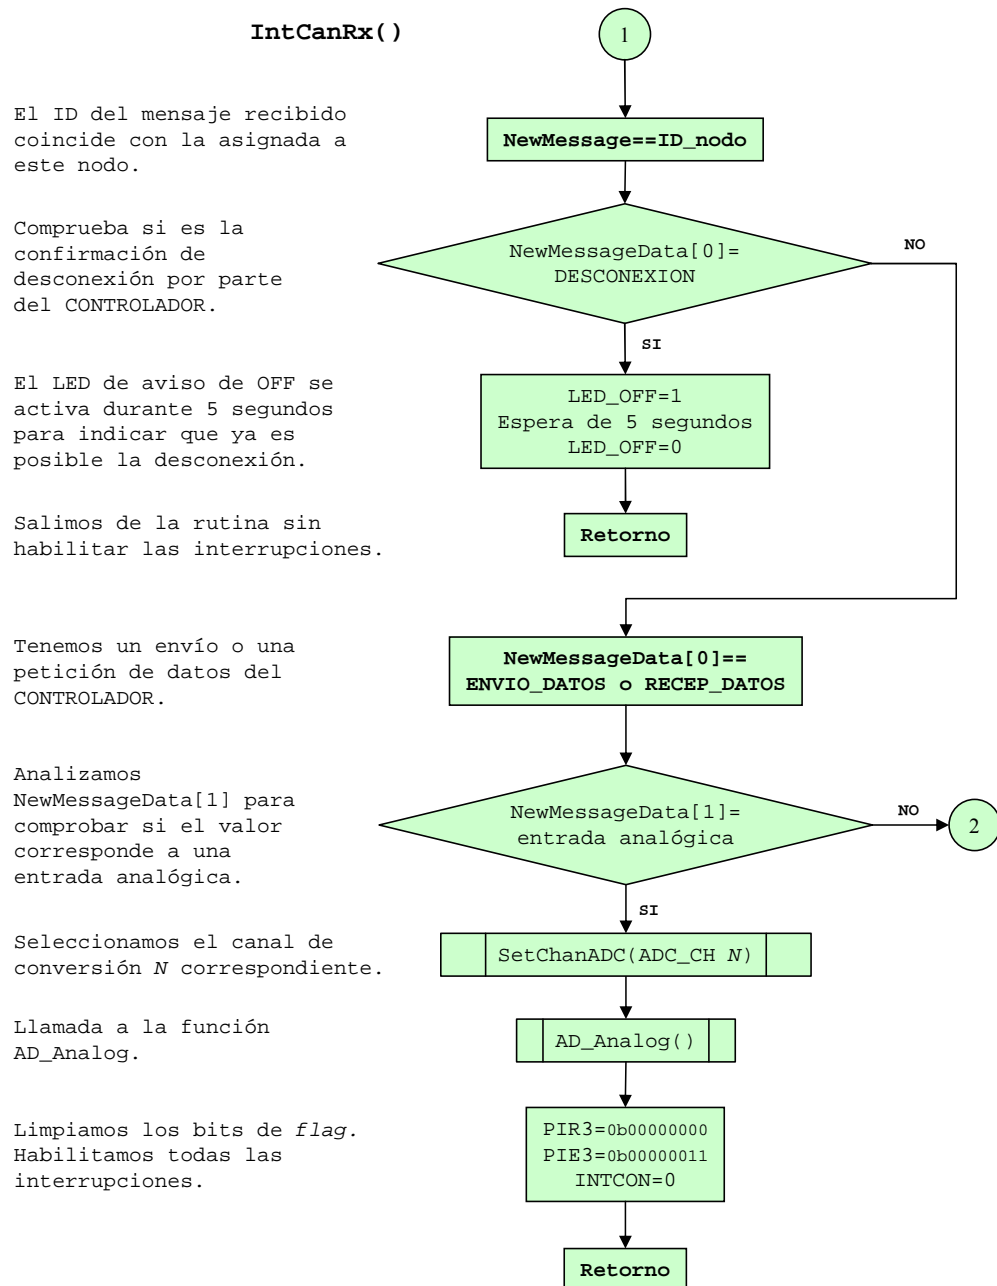 IntCanRx()
1
El ID del mensaje recibido
coincide con la asignada a
este nodo.
NewMessage==ID_nodo
Comprueba si es la
confirmación de
desconexión por parte
del CONTROLADOR.
NewMessageData[0]=
DESCONEXION
NO
SI
El LED de aviso de OFF se
activa durante 5 segundos
para indicar que ya es
posible la desconexión.
LED_OFF=1
Espera de 5 segundos
LED_OFF=0
Salimos de la rutina sin
habilitar las interrupciones.
Retorno
Tenemos un envío o una
petición de datos del
CONTROLADOR.
NewMessageData[0]==
ENVIO_DATOS o RECEP_DATOS
Analizamos
NewMessageData[1] para
comprobar si el valor
corresponde a una
entrada analógica.
NewMessageData[1]=
entrada analógica
NO
2
SI
Seleccionamos el canal de
conversión N correspondiente.
SetChanADC(ADC_CH N)
Llamada a la función
AD_Analog.
AD_Analog()
Limpiamos los bits de flag.
Habilitamos todas las
interrupciones.
PIR3=0b00000000
PIE3=0b00000011
INTCON=0
Retorno